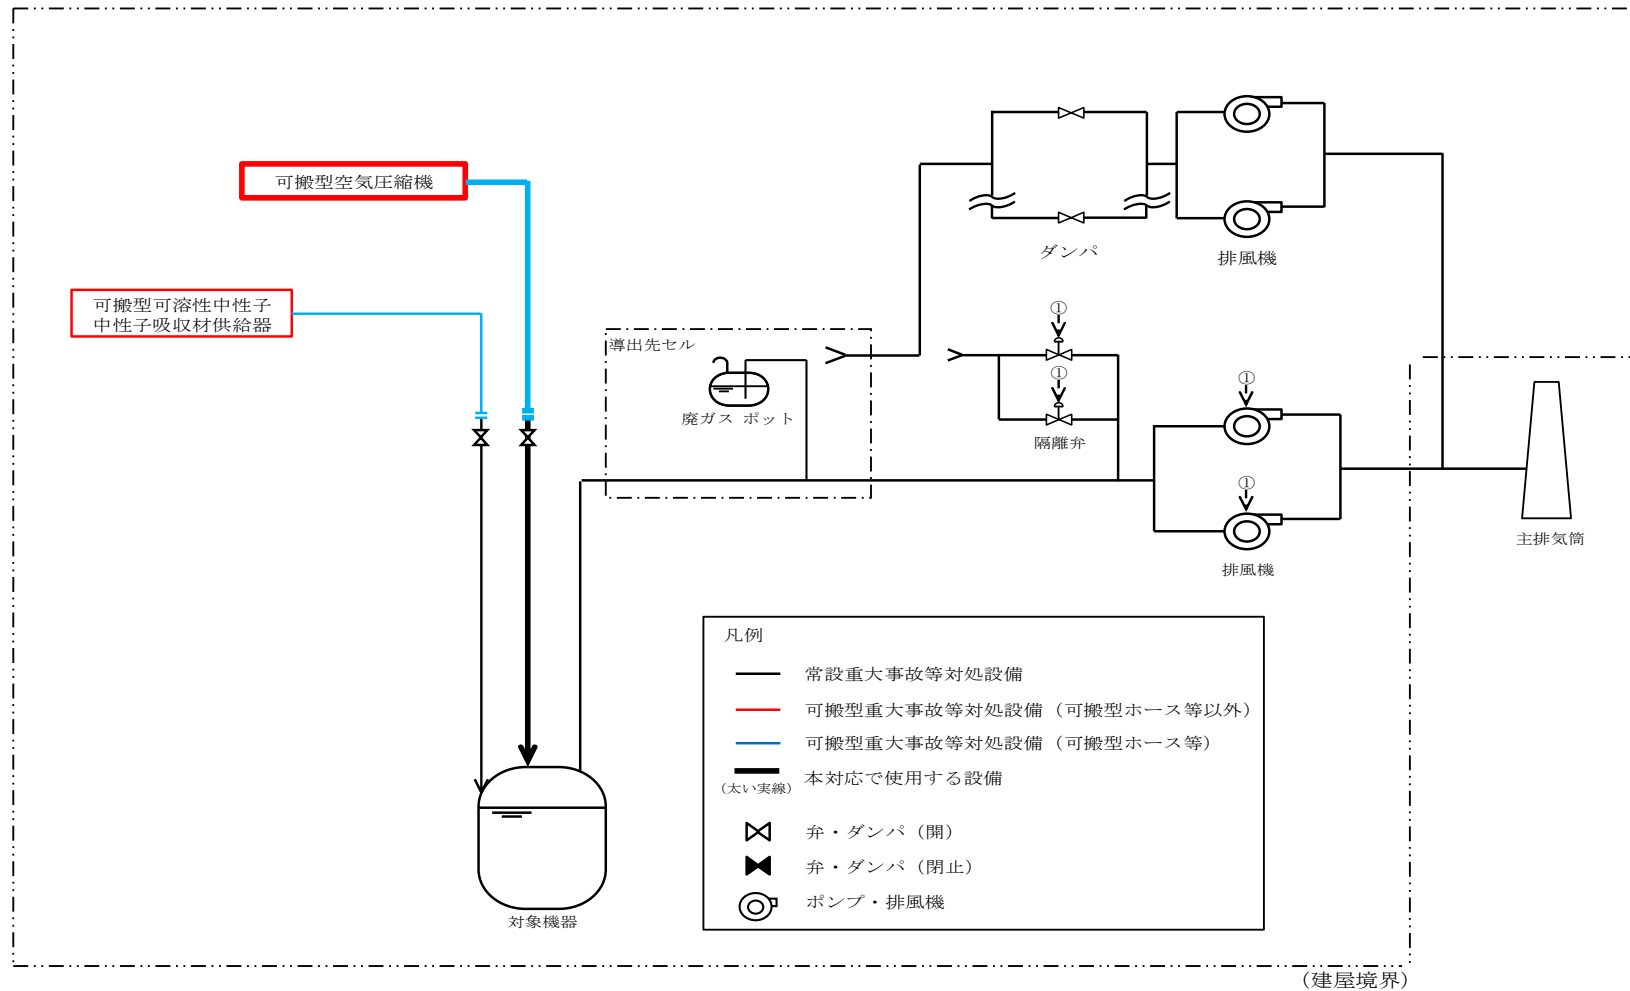 可搬型空気圧縮機
可搬型可溶性中性子
中性子吸収材供給器
ダンパ
排風機
①
導出先セル
廃ガス ポット
①
隔離弁
①
①
排風機
主排気筒
対象機器
凡例
常設重大事故等対処設備
可搬型重大事故等対処設備（可搬型ホース等以外）
可搬型重大事故等対処設備（可搬型ホース等）
本対応で使用する設備
（太い実線）
弁・ダンパ（開）
弁・ダンパ（閉止）
ポンプ・排風機
（建屋境界）